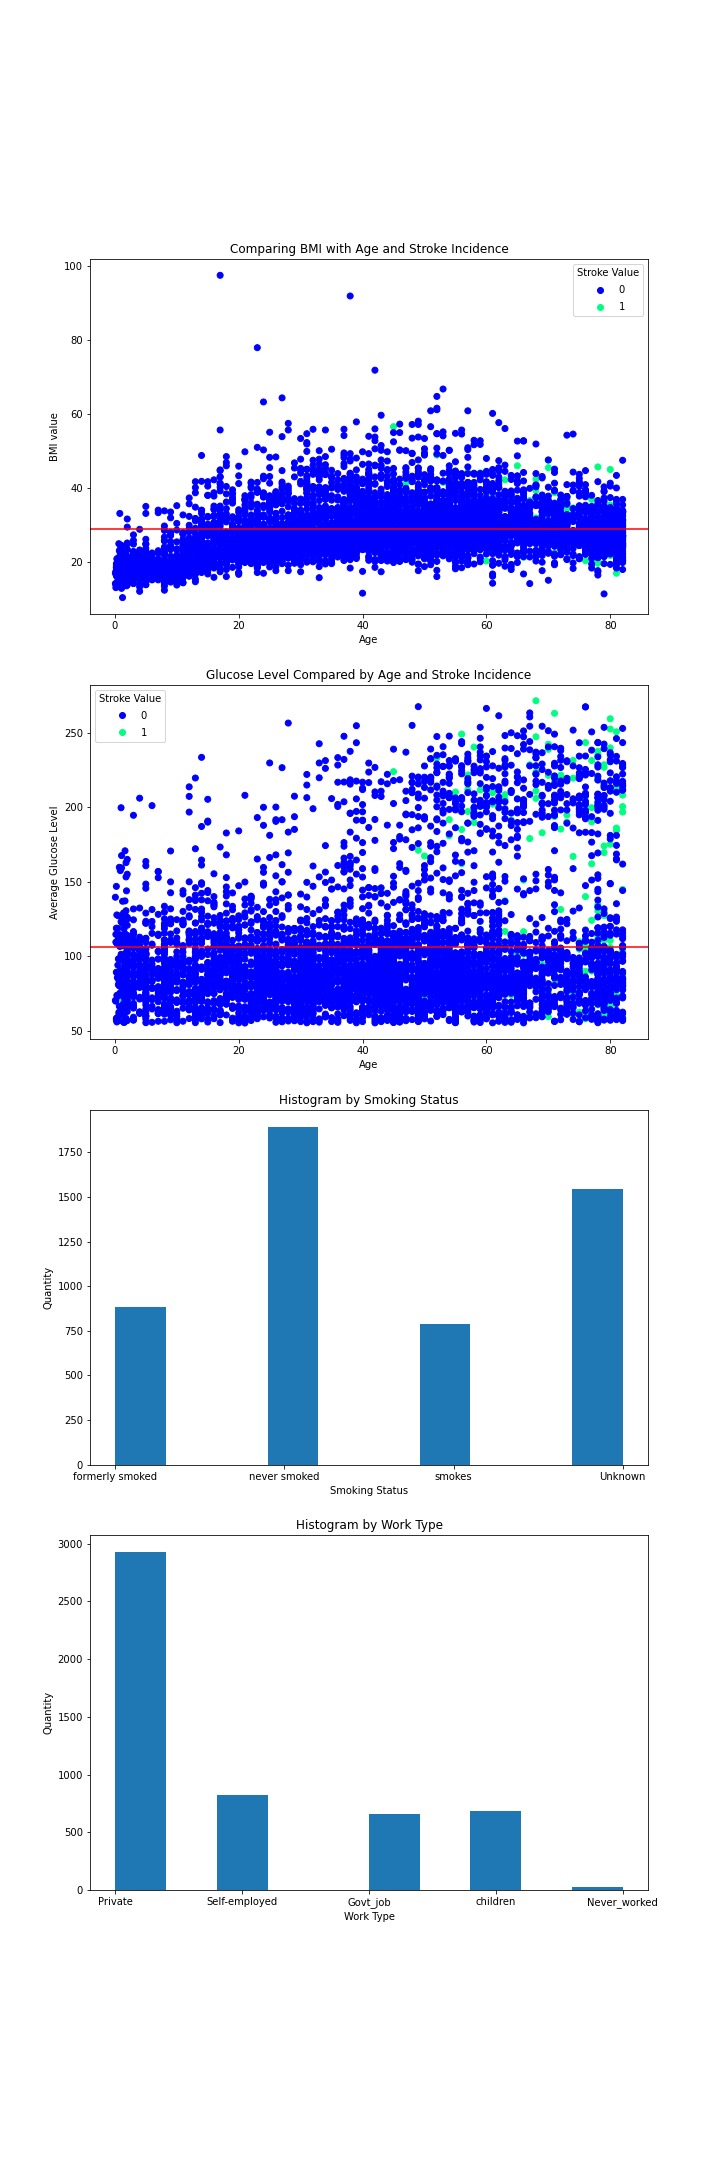 Comparing BMI with Age and Stroke Incidence
100
80
60
40
20
BMI value
Stroke Value
0
1
0 20 40 60 80
Age
Glucose Level Compared by Age and Stroke Incidence
Stroke Value
0
1
250
200
150
100
50
Average Glucose Level
0 20 40 60 80
Age
Histogram by Smoking Status
1750
1500
1250
1000
750
500
250
0
Quantity
formerly smoked never smoked smokes Unknown
Smoking Status
Histogram by Work Type
3000
2500
2000
1500
1000
500
0
Quantity
Private Self-employed Govt_job children Never_worked
Work Type